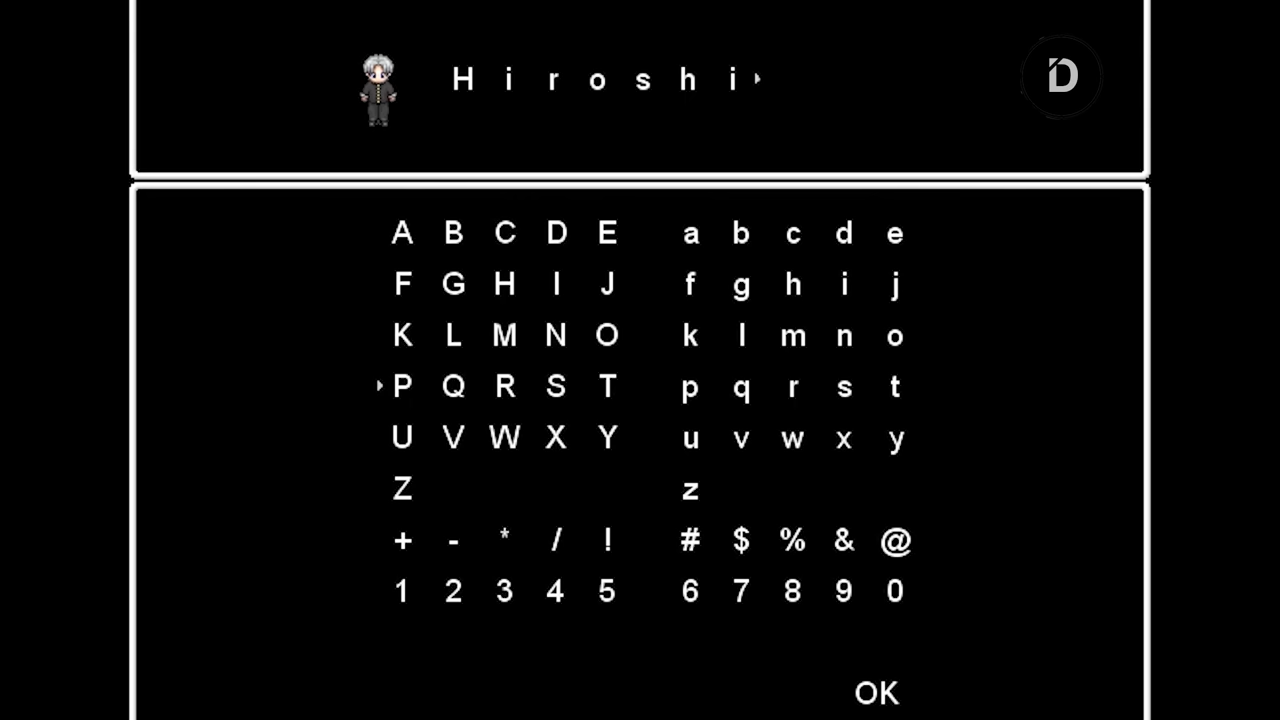 H i r o s h i
D
A B C D E a b c d e
F G H I J f g h i j
K L M N O k l m n o
P Q R S T p q r s t
U V W X Y u v w x y
Z z
+ - * / ! # $ % & @
1 2 3 4 5 6 7 8 9 0
OK